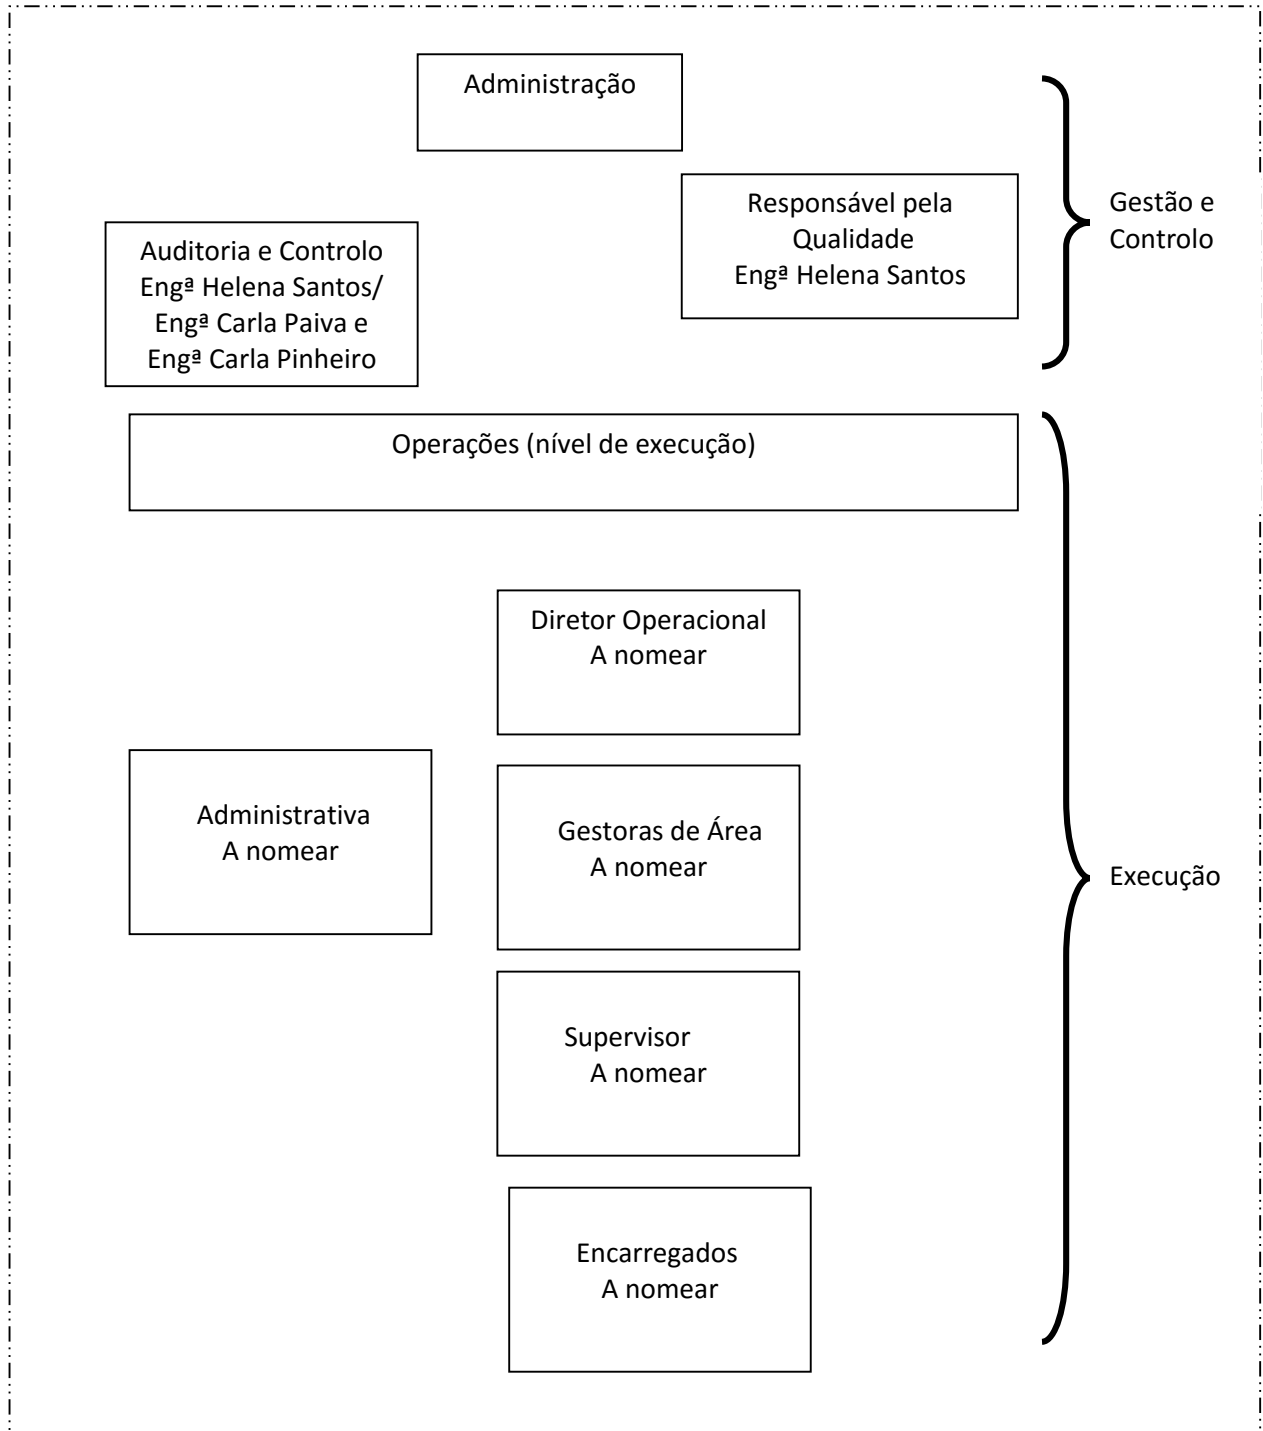 Administração
Responsável pela
Qualidade
Engª Helena Santos
Gestão e
Controlo
Auditoria e Controlo
Engª Helena Santos/
Engª Carla Paiva e
Engª Carla Pinheiro
Operações (nível de execução)
Diretor Operacional
A nomear
Administrativa
A nomear
Gestoras de Área
A nomear
Execução
Supervisor
A nomear
Encarregados
A nomear